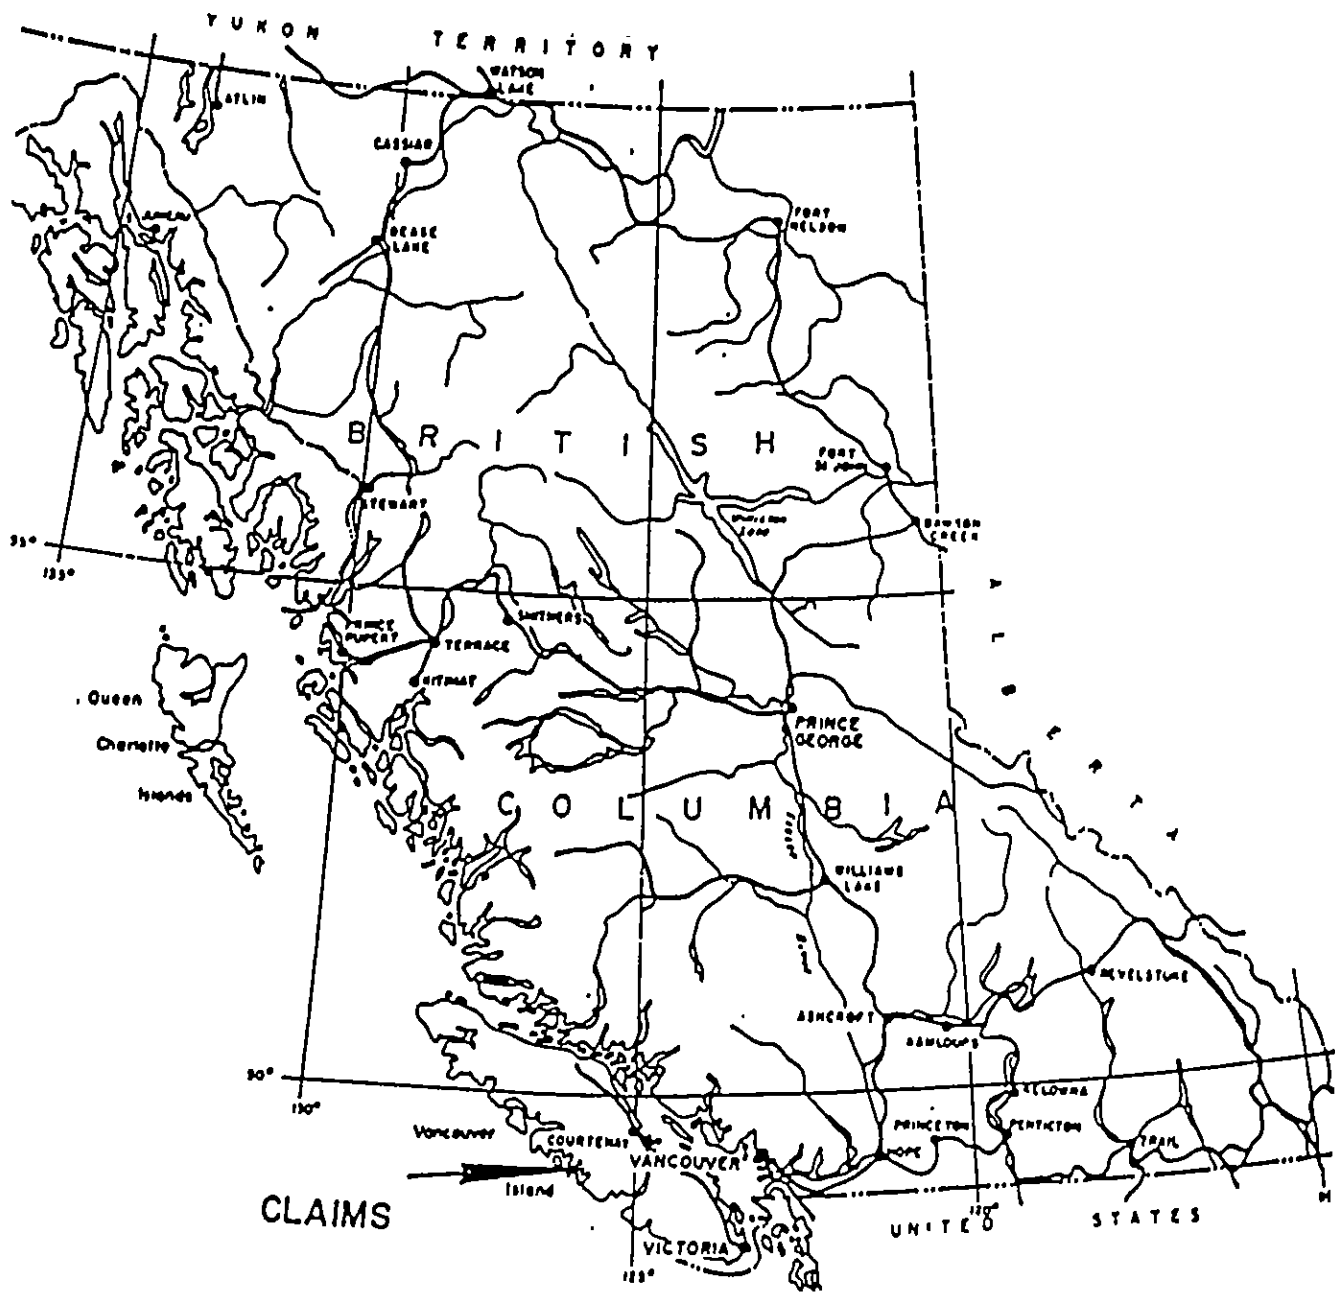 YUKON TERRITORY
WATSON
LAKE
ATLIN
CASSIAR
JUNEAU
DEASE
LAKE
FORT
NELSON
BRITISH
FORT
ST JOHN
STEWART
DAWSON
CREEK
55°
135°
ALBERTA
PRINCE
RUPERT
TERRACE
SMITHERS
KITIMAT
Queen
Charlotte
Islands
PRINCE
GEORGE
COLUMBIA
Fraser
WILLIAMS
LAKE
REVELSTOKE
ASHCROFT
KAMLOOPS
50°
130°
KELOWNA
Vancouver
COURTENAY
PRINCETON
PENTICTON
VANCOUVER
HOPE
TRAIL
Island
CLAIMS
120°
UNITED STATES
VICTORIA
125°